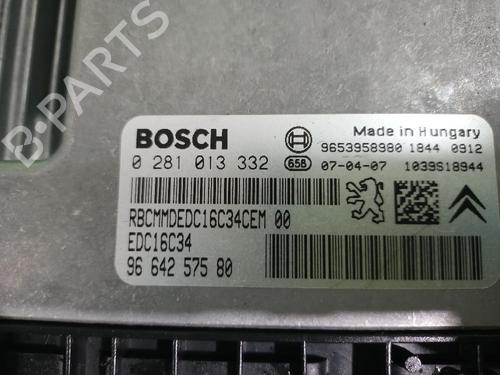 BOSCH
Made in Hungary
9653958980 1844 0912
0 281 013 332 65B 07-04-07 1039S18944
RBCMMDEDC16C34CEM 00
EDC16C34
96 642 575 80
B-PARTS